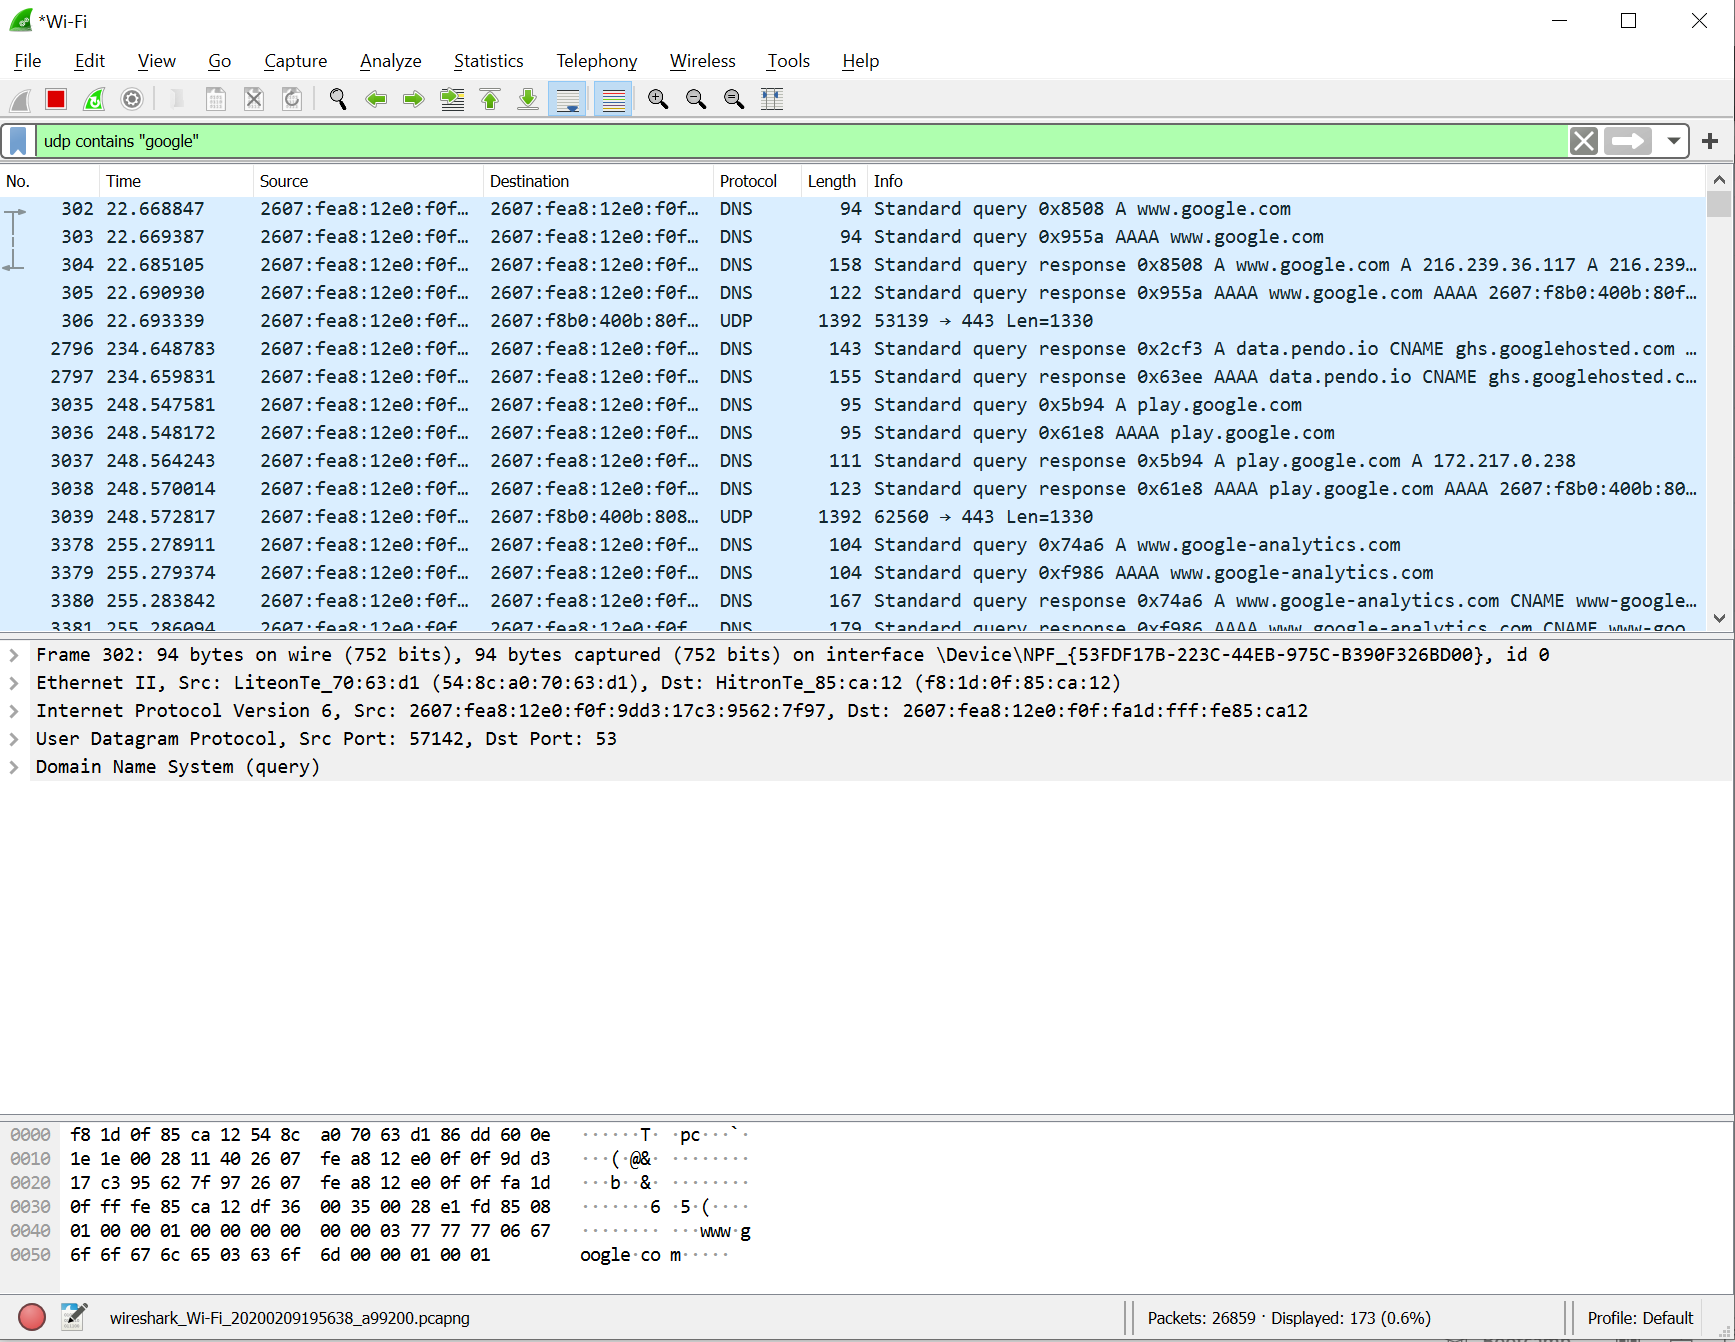 *Wi-Fi
File Edit View Go Capture Analyze Statistics Telephony Wireless Tools Help
udp contains "google"
No. Time Source Destination Protocol Length Info
302 22.668847 2607:fea8:12e0:f0f… 2607:fea8:12e0:f0f… DNS 94 Standard query 0x8508 A www.google.com
303 22.669387 2607:fea8:12e0:f0f… 2607:fea8:12e0:f0f… DNS 94 Standard query 0x955a AAAA www.google.com
304 22.685105 2607:fea8:12e0:f0f… 2607:fea8:12e0:f0f… DNS 158 Standard query response 0x8508 A www.google.com A 216.239.36.117 A 216.239…
305 22.690930 2607:fea8:12e0:f0f… 2607:fea8:12e0:f0f… DNS 122 Standard query response 0x955a AAAA www.google.com AAAA 2607:f8b0:400b:80f…
306 22.693339 2607:fea8:12e0:f0f… 2607:f8b0:400b:80f… UDP 1392 53139 → 443 Len=1330
2796 234.648783 2607:fea8:12e0:f0f… 2607:fea8:12e0:f0f… DNS 143 Standard query response 0x2cf3 A data.pendo.io CNAME ghs.googlehosted.com …
2797 234.659831 2607:fea8:12e0:f0f… 2607:fea8:12e0:f0f… DNS 155 Standard query response 0x63ee AAAA data.pendo.io CNAME ghs.googlehosted.c…
3035 248.547581 2607:fea8:12e0:f0f… 2607:fea8:12e0:f0f… DNS 95 Standard query 0x5b94 A play.google.com
3036 248.548172 2607:fea8:12e0:f0f… 2607:fea8:12e0:f0f… DNS 95 Standard query 0x61e8 AAAA play.google.com
3037 248.564243 2607:fea8:12e0:f0f… 2607:fea8:12e0:f0f… DNS 111 Standard query response 0x5b94 A play.google.com A 172.217.0.238
3038 248.570014 2607:fea8:12e0:f0f… 2607:fea8:12e0:f0f… DNS 123 Standard query response 0x61e8 AAAA play.google.com AAAA 2607:f8b0:400b:80…
3039 248.572817 2607:fea8:12e0:f0f… 2607:f8b0:400b:808… UDP 1392 62560 → 443 Len=1330
3378 255.278911 2607:fea8:12e0:f0f… 2607:fea8:12e0:f0f… DNS 104 Standard query 0x74a6 A www.google-analytics.com
3379 255.279374 2607:fea8:12e0:f0f… 2607:fea8:12e0:f0f… DNS 104 Standard query 0xf986 AAAA www.google-analytics.com
3380 255.283842 2607:fea8:12e0:f0f… 2607:fea8:12e0:f0f… DNS 167 Standard query response 0x74a6 A www.google-analytics.com CNAME www-google…
3381 255.286094 2607:fea8:12e0:f0f… 2607:fea8:12e0:f0f… DNS 179 Standard query response 0xf986 AAAA www.google-analytics.com CNAME www-goo…
Frame 302: 94 bytes on wire (752 bits), 94 bytes captured (752 bits) on interface \Device\NPF_{53FDF17B-223C-44EB-975C-B390F326BD00}, id 0
Ethernet II, Src: LiteonTe_70:63:d1 (54:8c:a0:70:63:d1), Dst: HitronTe_85:ca:12 (f8:1d:0f:85:ca:12)
Internet Protocol Version 6, Src: 2607:fea8:12e0:f0f:9dd3:17c3:9562:7f97, Dst: 2607:fea8:12e0:f0f:fa1d:fff:fe85:ca12
User Datagram Protocol, Src Port: 57142, Dst Port: 53
Domain Name System (query)
0000 f8 1d 0f 85 ca 12 54 8c a0 70 63 d1 86 dd 60 0e ······T· ·pc···`·
0010 1e 1e 00 28 11 40 26 07 fe a8 12 e0 0f 0f 9d d3 ···(·@&· ········
0020 17 c3 95 62 7f 97 26 07 fe a8 12 e0 0f 0f fa 1d ···b··&· ········
0030 0f ff fe 85 ca 12 df 36 00 35 00 28 e1 fd 85 08 ·······6 ·5·(····
0040 01 00 00 01 00 00 00 00 00 00 03 77 77 77 06 67 ········ ···www·g
0050 6f 6f 67 6c 65 03 63 6f 6d 00 00 01 00 01 oogle·co m·····
wireshark_Wi-Fi_20200209195638_a99200.pcapng Packets: 26859 · Displayed: 173 (0.6%) Profile: Default